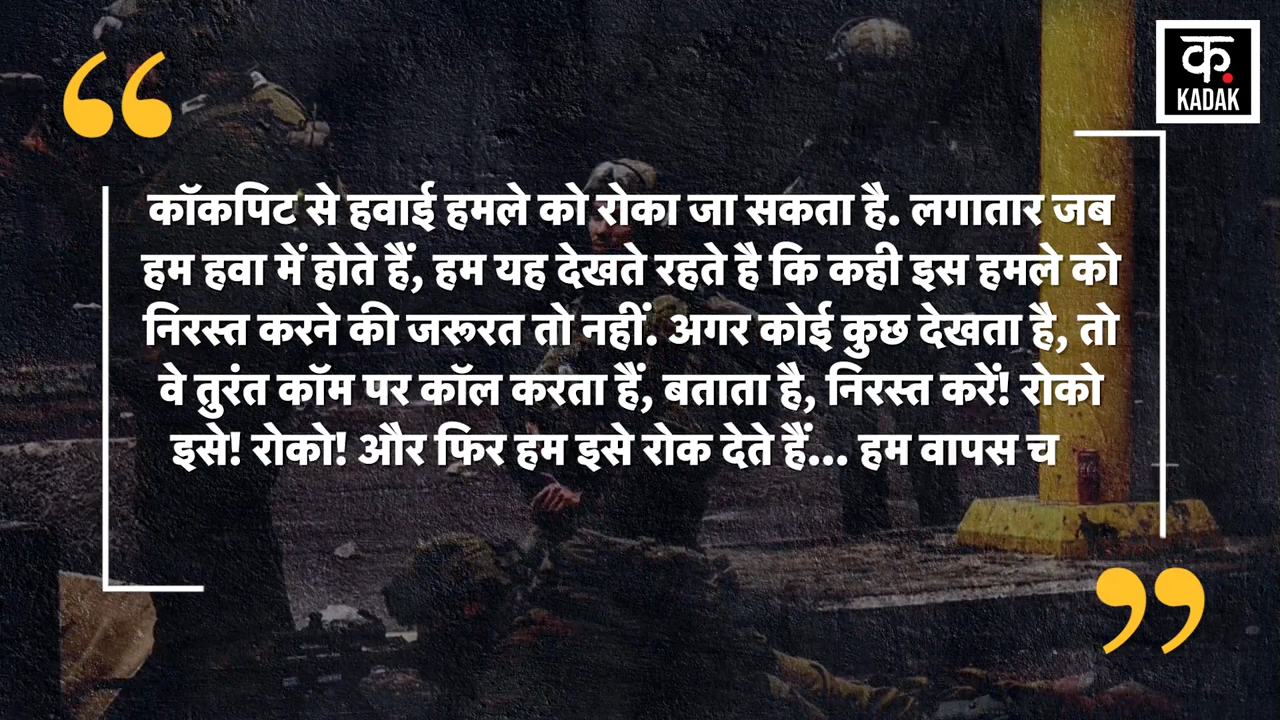 क.
KADAK
कॉकपिट से हवाई हमले को रोका जा सकता है. लगातार जब
हम हवा में होते हैं, हम यह देखते रहते है कि कही इस हमले को
निरस्त करने की जरूरत तो नहीं. अगर कोई कुछ देखता है, तो
वे तुरंत कॉम पर कॉल करता हैं, बताता है, निरस्त करें! रोको
इसे! रोको! और फिर हम इसे रोक देते हैं... हम वापस च